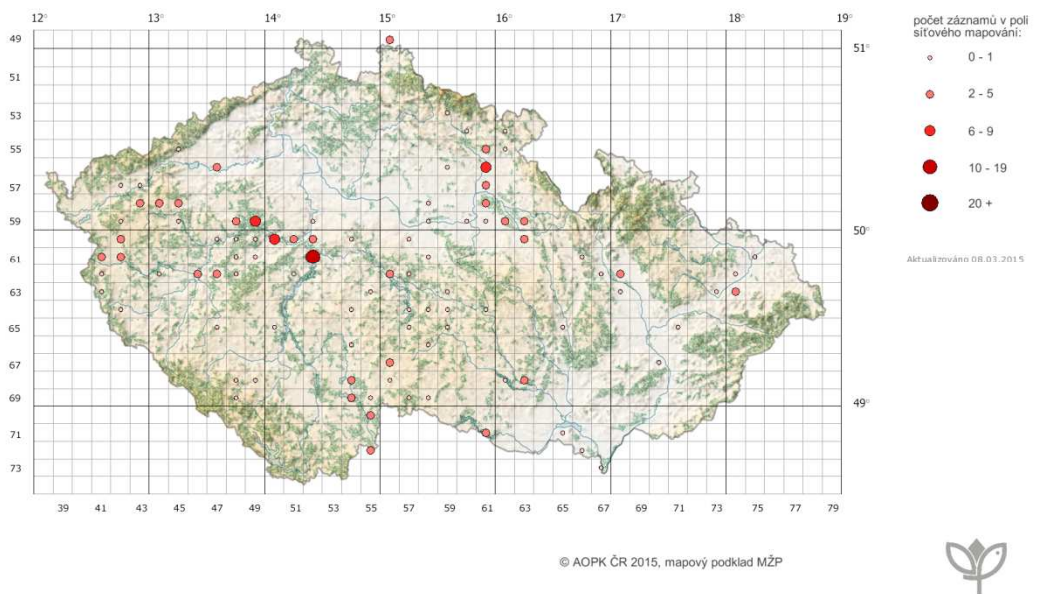 12° 13° 14° 15° 16° 17° 18° 19°
49
51°
51
53
55
57
59
50°
61
63
65
67
69
49°
71
73
39 41 43 45 47 49 51 53 55 57 59 61 63 65 67 69 71 73 75 77 79
počet záznamů v poli
síťového mapování:
0 - 1
2 - 5
6 - 9
10 - 19
20 +
Aktualizováno 08.03.2015
© AOPK ČR 2015, mapový podklad MŽP